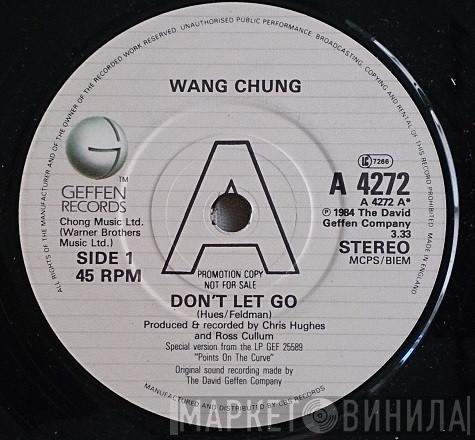 ALL RIGHTS OF THE MANUFACTURER AND OF THE OWNER OF THE RECORDED WORK RESERVED. UNAUTHORISED PUBLIC PERFORMANCE, BROADCASTING, COPYING AND RENTAL OF THIS RECORD PROHIBITED. MADE IN ENGLAND
WANG CHUNG
A
TM
GEFFEN
RECORDS
Chong Music Ltd.
(Warner Brothers
Music Ltd.)
SIDE 1
45 RPM
LC 7266
A 4272
A 4272 A*
℗ 1984 The David
Geffen Company
3.33
STEREO
MCPS/BIEM
PROMOTION COPY
NOT FOR SALE
DON'T LET GO
(Hues/Feldman)
Produced & recorded by Chris Hughes
and Ross Cullum
Special version from the LP GEF 25589
"Points On The Curve"
Original sound recording made by
The David Geffen Company
MANUFACTURED AND DISTRIBUTED BY CBS RECORDS
МАРКЕТ ВИНИЛА!